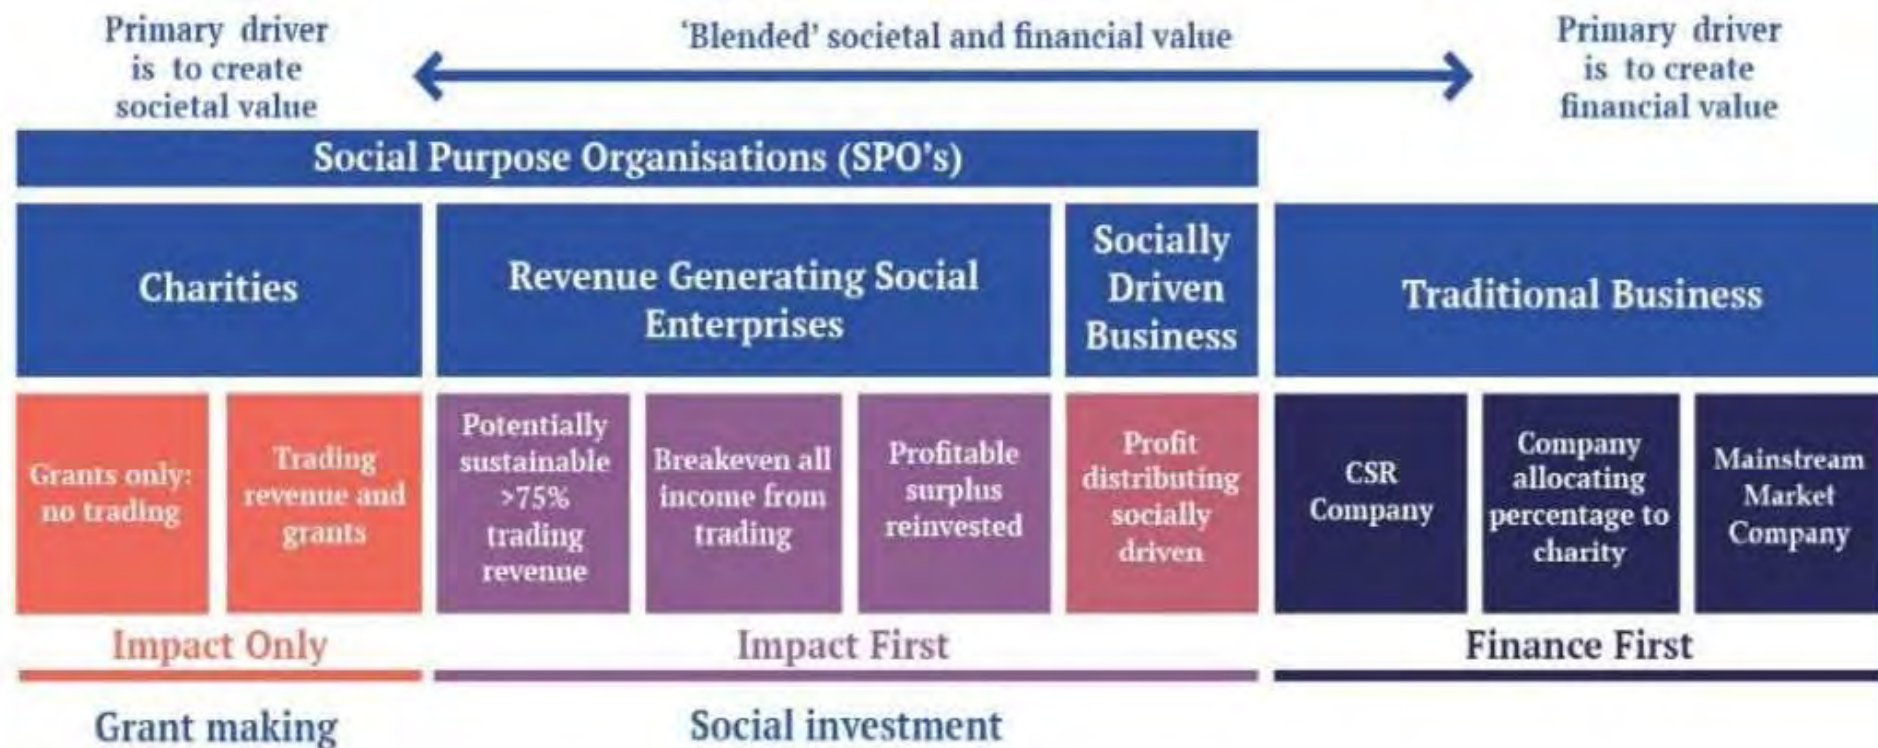 Primary driver
is to create
societal value
‘Blended’ societal and financial value
Primary driver
is to create
financial value
Social Purpose Organisations (SPO’s)
Charities
Revenue Generating Social
Enterprises
Socially
Driven
Business
Traditional Business
Grants only:
no trading
Trading
revenue and
grants
Potentially
sustainable
>75%
trading
revenue
Breakeven all
income from
trading
Profitable
surplus
reinvested
Profit
distributing
socially
driven
CSR
Company
Company
allocating
percentage to
charity
Mainstream
Market
Company
Impact Only
Impact First
Finance First
Grant making
Social investment